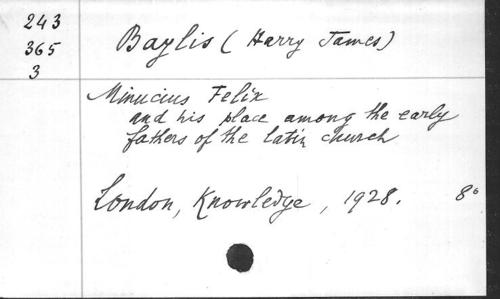 243
365
3
Baylis (Harry James)
Minucius Felix
and his place among the early
fathers of the latin church
London, Knowledge, 1928. 8°